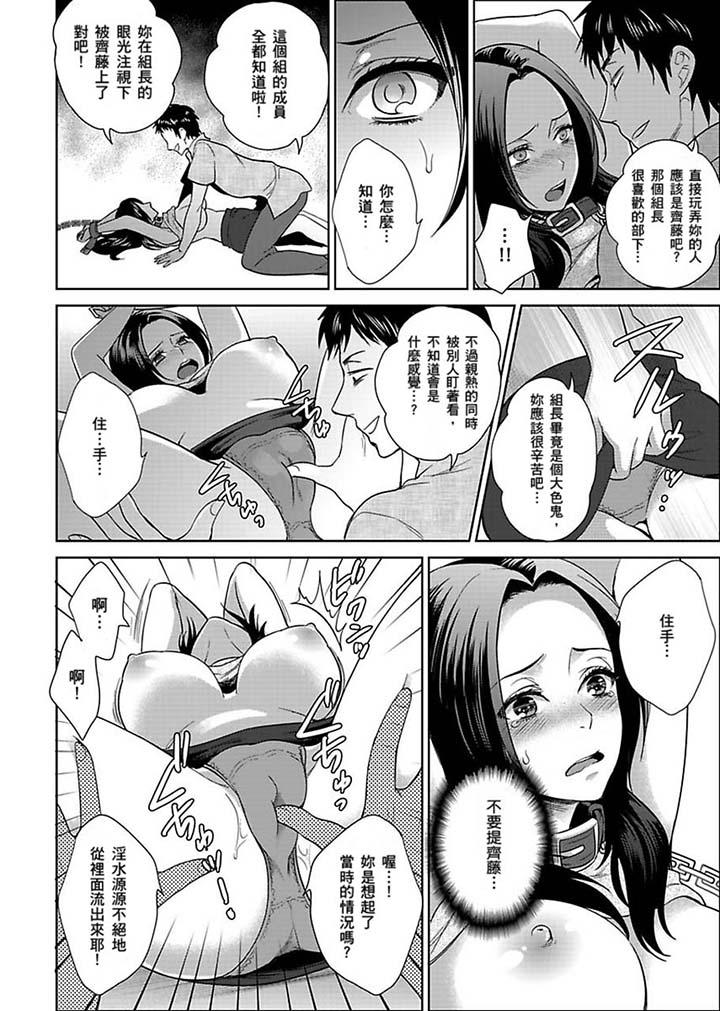 直接玩弄妳的人
應該是齊藤吧？
那個組長
很喜歡的部下…
…!!
你怎麼…
知道…
這個組的成員
全都知道啦！
妳在組長的
眼光注視下
被齊藤上了
對吧！
組長畢竟是個大色鬼，
妳應該很辛苦吧…
不過親熱的同時
被別人盯著看，
不知道會是
什麼感覺…？
住…手…
住手…
不要提齊藤…
啊…
啊！
喔…！
妳是想起了
當時的情況嗎？
淫水源源不絕地
從裡面流出來耶！